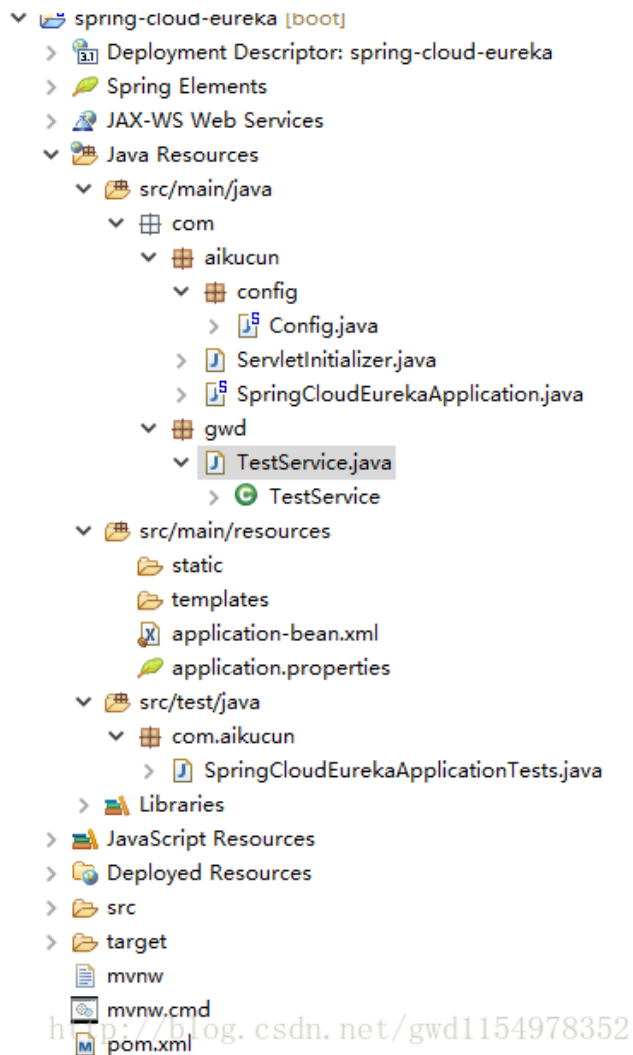 spring-cloud-eureka [boot]
Deployment Descriptor: spring-cloud-eureka
Spring Elements
JAX-WS Web Services
Java Resources
src/main/java
com
aikucun
config
Config.java
ServletInitializer.java
SpringCloudEurekaApplication.java
gwd
TestService.java
TestService
src/main/resources
static
templates
application-bean.xml
application.properties
src/test/java
com.aikucun
SpringCloudEurekaApplicationTests.java
Libraries
JavaScript Resources
Deployed Resources
src
target
mvnw
mvnw.cmd
http://blog.csdn.net/gwd1154978352
pom.xml